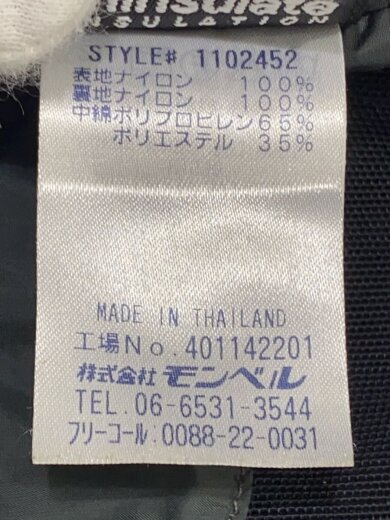 Thinsulate
INSULATION
STYLE# 1102452
表地ナイロン 100%
裏地ナイロン 100%
中綿ポリプロピレン 65%
ポリエステル 35%
MADE IN THAILAND
工場No.401142201
株式会社 モンベル
TEL.06-6531-3544
フリーコール:0088-22-0031